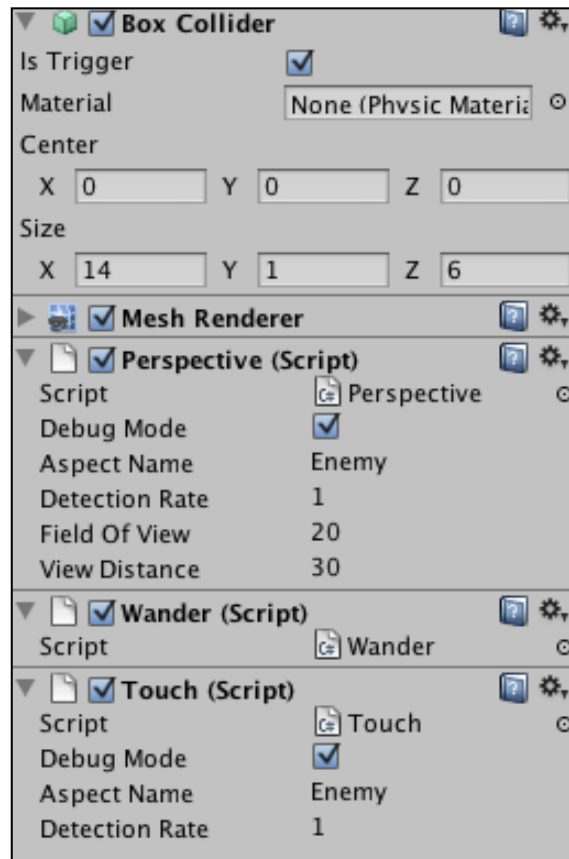 Box Collider
Is Trigger
Material None (Physic Materia
Center
X 0 Y 0 Z 0
Size
X 14 Y 1 Z 6
Mesh Renderer
Perspective (Script)
Script Perspective
Debug Mode
Aspect Name Enemy
Detection Rate 1
Field Of View 20
View Distance 30
Wander (Script)
Script Wander
Touch (Script)
Script Touch
Debug Mode
Aspect Name Enemy
Detection Rate 1